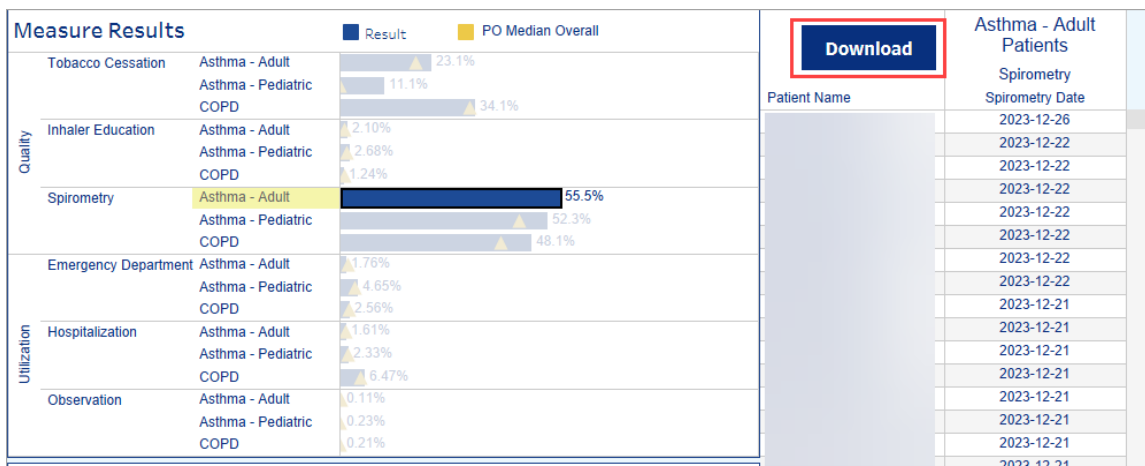 Measure Results
Result
PO Median Overall
Quality
Tobacco Cessation Asthma - Adult 23.1%
Asthma - Pediatric 11.1%
COPD 34.1%
Inhaler Education Asthma - Adult 2.10%
Asthma - Pediatric 2.68%
COPD 1.24%
Spirometry Asthma - Adult 55.5%
Asthma - Pediatric 52.3%
COPD 48.1%
Utilization
Emergency Department Asthma - Adult 1.76%
Asthma - Pediatric 4.65%
COPD 2.56%
Hospitalization Asthma - Adult 1.61%
Asthma - Pediatric 2.33%
COPD 6.47%
Observation Asthma - Adult 0.11%
Asthma - Pediatric 0.23%
COPD 0.21%
Download
Asthma - Adult
Patients
Spirometry
Patient Name Spirometry Date
2023-12-26
2023-12-22
2023-12-22
2023-12-22
2023-12-22
2023-12-22
2023-12-22
2023-12-22
2023-12-21
2023-12-21
2023-12-21
2023-12-21
2023-12-21
2023-12-21
2023-12-21
2023-12-21